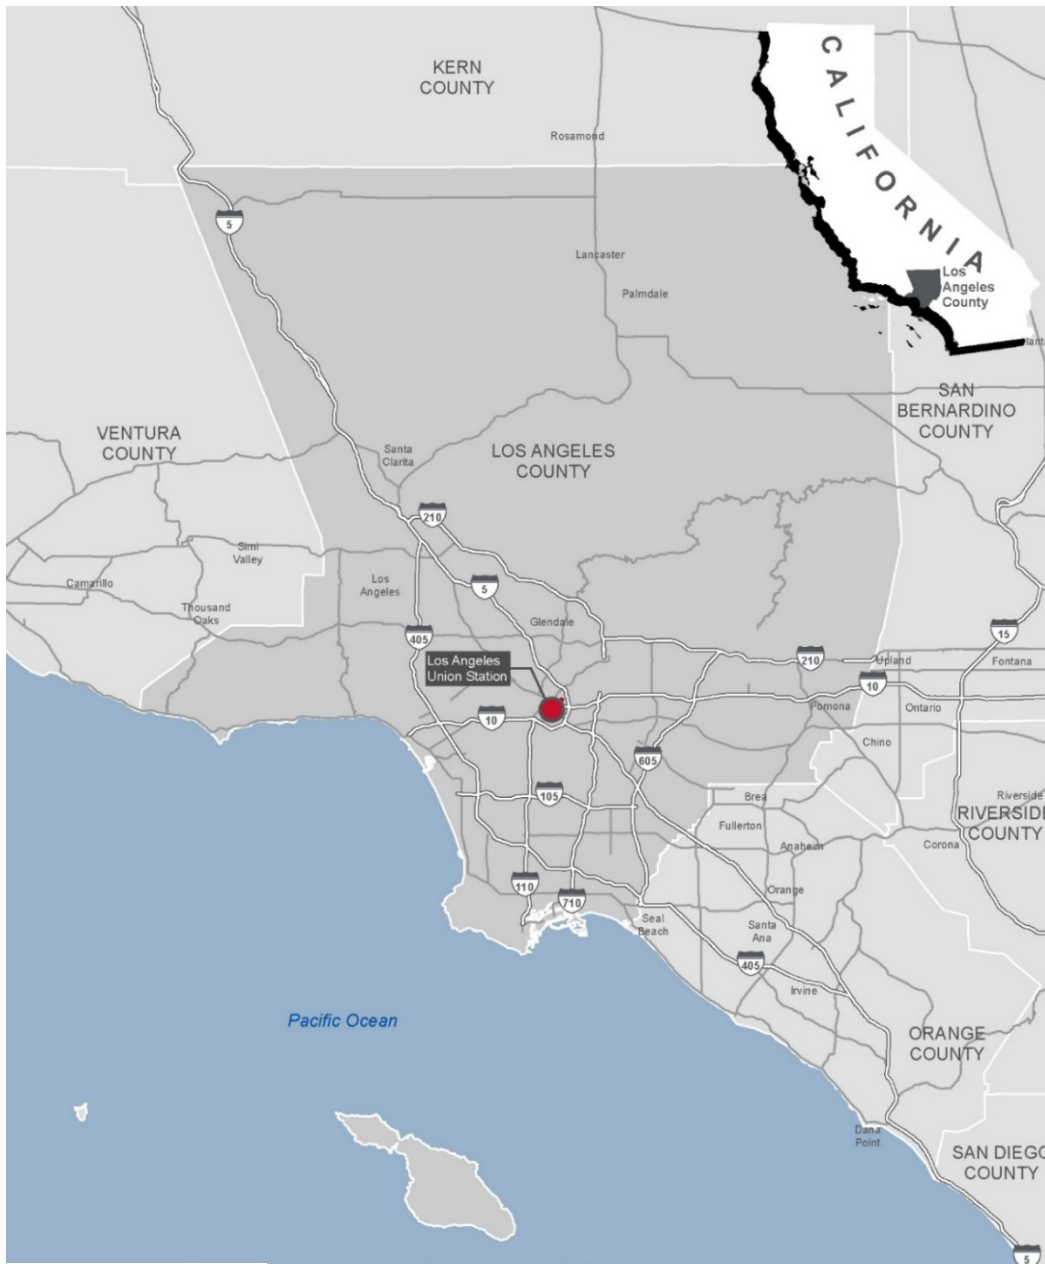 KERN
COUNTY
CALIFORNIA
Rosamond
5
Lancaster
Palmdale
Los
Angeles
County
SAN
BERNARDINO
COUNTY
VENTURA
COUNTY
LOS ANGELES
COUNTY
Santa
Clarita
210
Simi
Valley
Camarillo
Los
Angeles
5
Thousand
Oaks
Glendale
405
15
Los Angeles
Union Station
210
Upland
Fontana
10
Pomona
Ontario
10
Chino
605
105
Brea
Riverside
Fullerton
RIVERSIDE
COUNTY
Anaheim
Corona
110
710
Orange
Seal
Beach
Santa
Ana
405
Irvine
Pacific Ocean
ORANGE
COUNTY
Dana
Point
SAN DIEGO
COUNTY
5